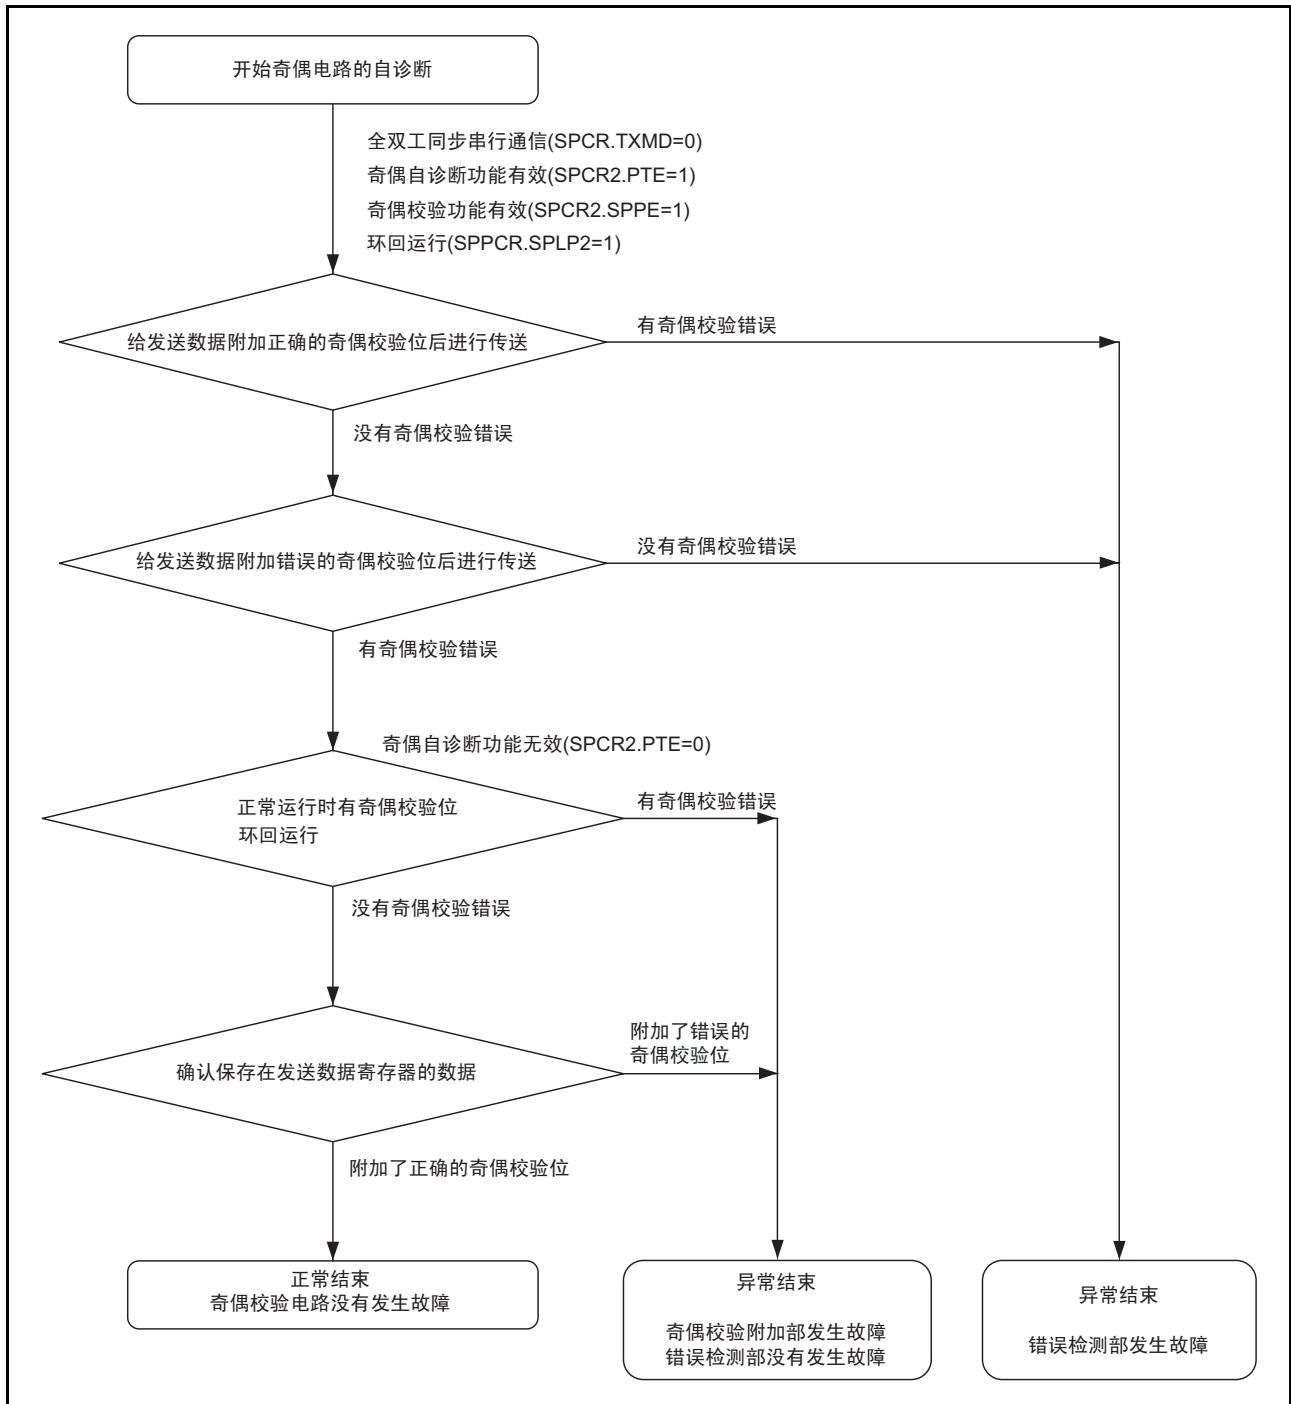 开始奇偶电路的自诊断
全双工同步串行通信(SPCR.TXMD=0)
奇偶自诊断功能有效(SPCR2.PTE=1)
奇偶校验功能有效(SPCR2.SPPE=1)
环回运行(SPPCR.SPLP2=1)
给发送数据附加正确的奇偶校验位后进行传送
有奇偶校验错误
没有奇偶校验错误
给发送数据附加错误的奇偶校验位后进行传送
没有奇偶校验错误
有奇偶校验错误
奇偶自诊断功能无效(SPCR2.PTE=0)
正常运行时有奇偶校验位
环回运行
有奇偶校验错误
没有奇偶校验错误
确认保存在发送数据寄存器的数据
附加了错误的
奇偶校验位
附加了正确的奇偶校验位
正常结束
奇偶校验电路没有发生故障
异常结束
奇偶校验附加部发生故障
错误检测部没有发生故障
异常结束
错误检测部发生故障